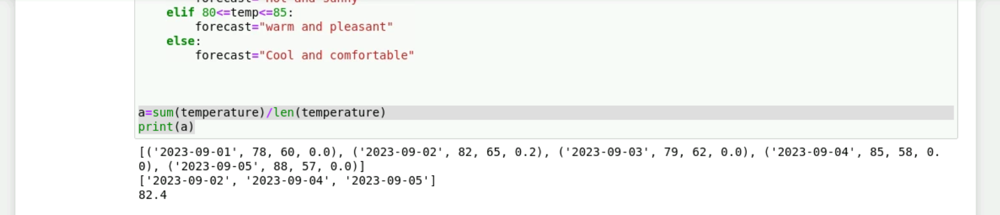 elif 80<=temp<=85:
forecast="warm and pleasant"
else:
forecast="Cool and comfortable"
a=sum(temperature)/len(temperature)
print(a)
[('2023-09-01', 78, 60, 0.0), ('2023-09-02', 82, 65, 0.2), ('2023-09-03', 79, 62, 0.0), ('2023-09-04', 85, 58, 0.
0), ('2023-09-05', 88, 57, 0.0)]
['2023-09-02', '2023-09-04', '2023-09-05']
82.4